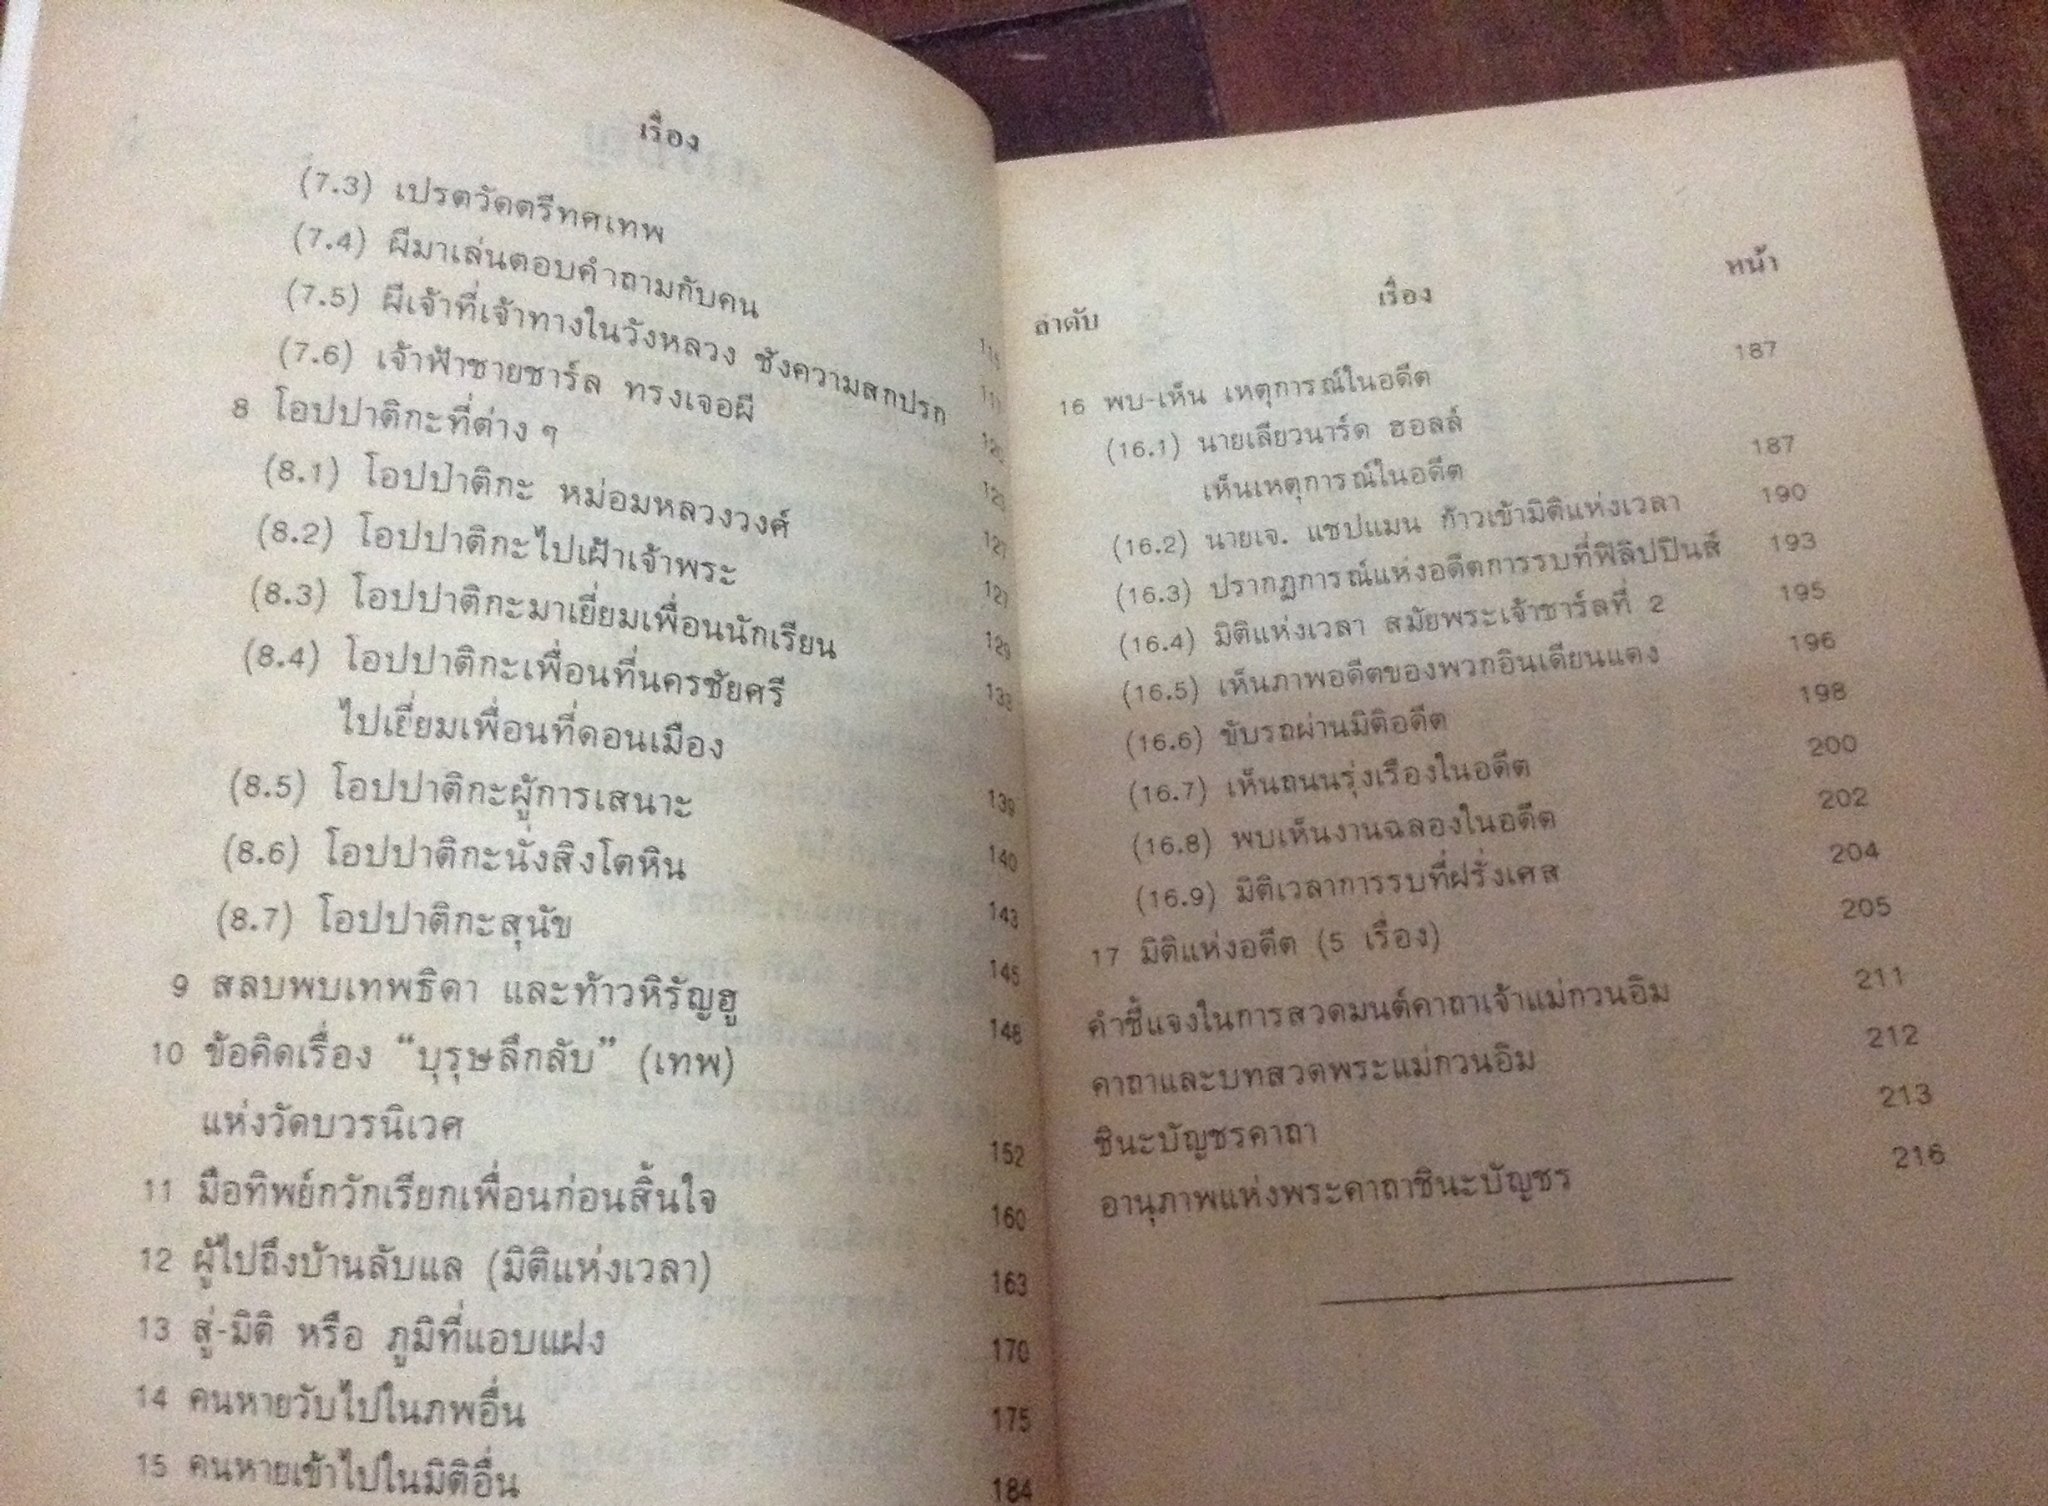 เรื่อง
(7.3) เปรตวัดตรีทศเทพ
(7.4) ผีมาเล่นตอบคำถามกับคน
(7.5) ผีเจ้าที่เจ้าทางในวังหลวง ชังความสกปรก
(7.6) เจ้าฟ้าชายชาร์ล ทรงเจอผี
8 โอปปาติกะที่ต่าง ๆ
(8.1) โอปปาติกะ หม่อมหลวงวงศ์ 127
(8.2) โอปปาติกะไปเฝ้าเจ้าพระ 127
(8.3) โอปปาติกะมาเยี่ยมเพื่อนนักเรียน 129
(8.4) โอปปาติกะเพื่อนที่นครชัยศรี 133
ไปเยี่ยมเพื่อนที่ดอนเมือง
(8.5) โอปปาติกะผู้การเสนาะ 139
(8.6) โอปปาติกะนั่งสิงโตหิน 140
(8.7) โอปปาติกะสุนัข 143
9 สลบพบเทพธิดา และท้าวหิรัญฮู 145
10 ข้อคิดเรื่อง “บุรุษลึกลับ” (เทพ) 148
แห่งวัดบวรนิเวศ
152
11 มือทิพย์กวักเรียกเพื่อนก่อนสิ้นใจ 160
12 ผู้ไปถึงบ้านลับแล (มิติแห่งเวลา) 163
13 สู่-มิติ หรือ ภูมิที่แอบแฝง 170
14 คนหายวับไปในภพอื่น 175
15 คนหายเข้าไปในมิติอื่น 184
ลำดับ เรื่อง หน้า
16 พบ-เห็น เหตุการณ์ในอดีต 187
(16.1) นายเลียวนาร์ด ฮอลล์
เห็นเหตุการณ์ในอดีต 187
(16.2) นายเจ. แชปแมน ก้าวเข้ามิติแห่งเวลา 190
(16.3) ปรากฏการณ์แห่งอดีตการรบที่ฟิลิปปินส์ 193
(16.4) มิติแห่งเวลา สมัยพระเจ้าชาร์ลที่ 2 195
(16.5) เห็นภาพอดีตของพวกอินเดียนแดง 196
(16.6) ขับรถผ่านมิติอดีต 198
(16.7) เห็นถนนรุ่งเรืองในอดีต 200
(16.8) พบเห็นงานฉลองในอดีต 202
(16.9) มิติเวลาการรบที่ฝรั่งเศส 204
17 มิติแห่งอดีต (5 เรื่อง) 205
คำชี้แจงในการสวดมนต์คาถาเจ้าแม่กวนอิม 211
คาถาและบทสวดพระแม่กวนอิม 212
ชินะบัญชรคาถา 213
อานุภาพแห่งพระคาถาชินะบัญชร 216